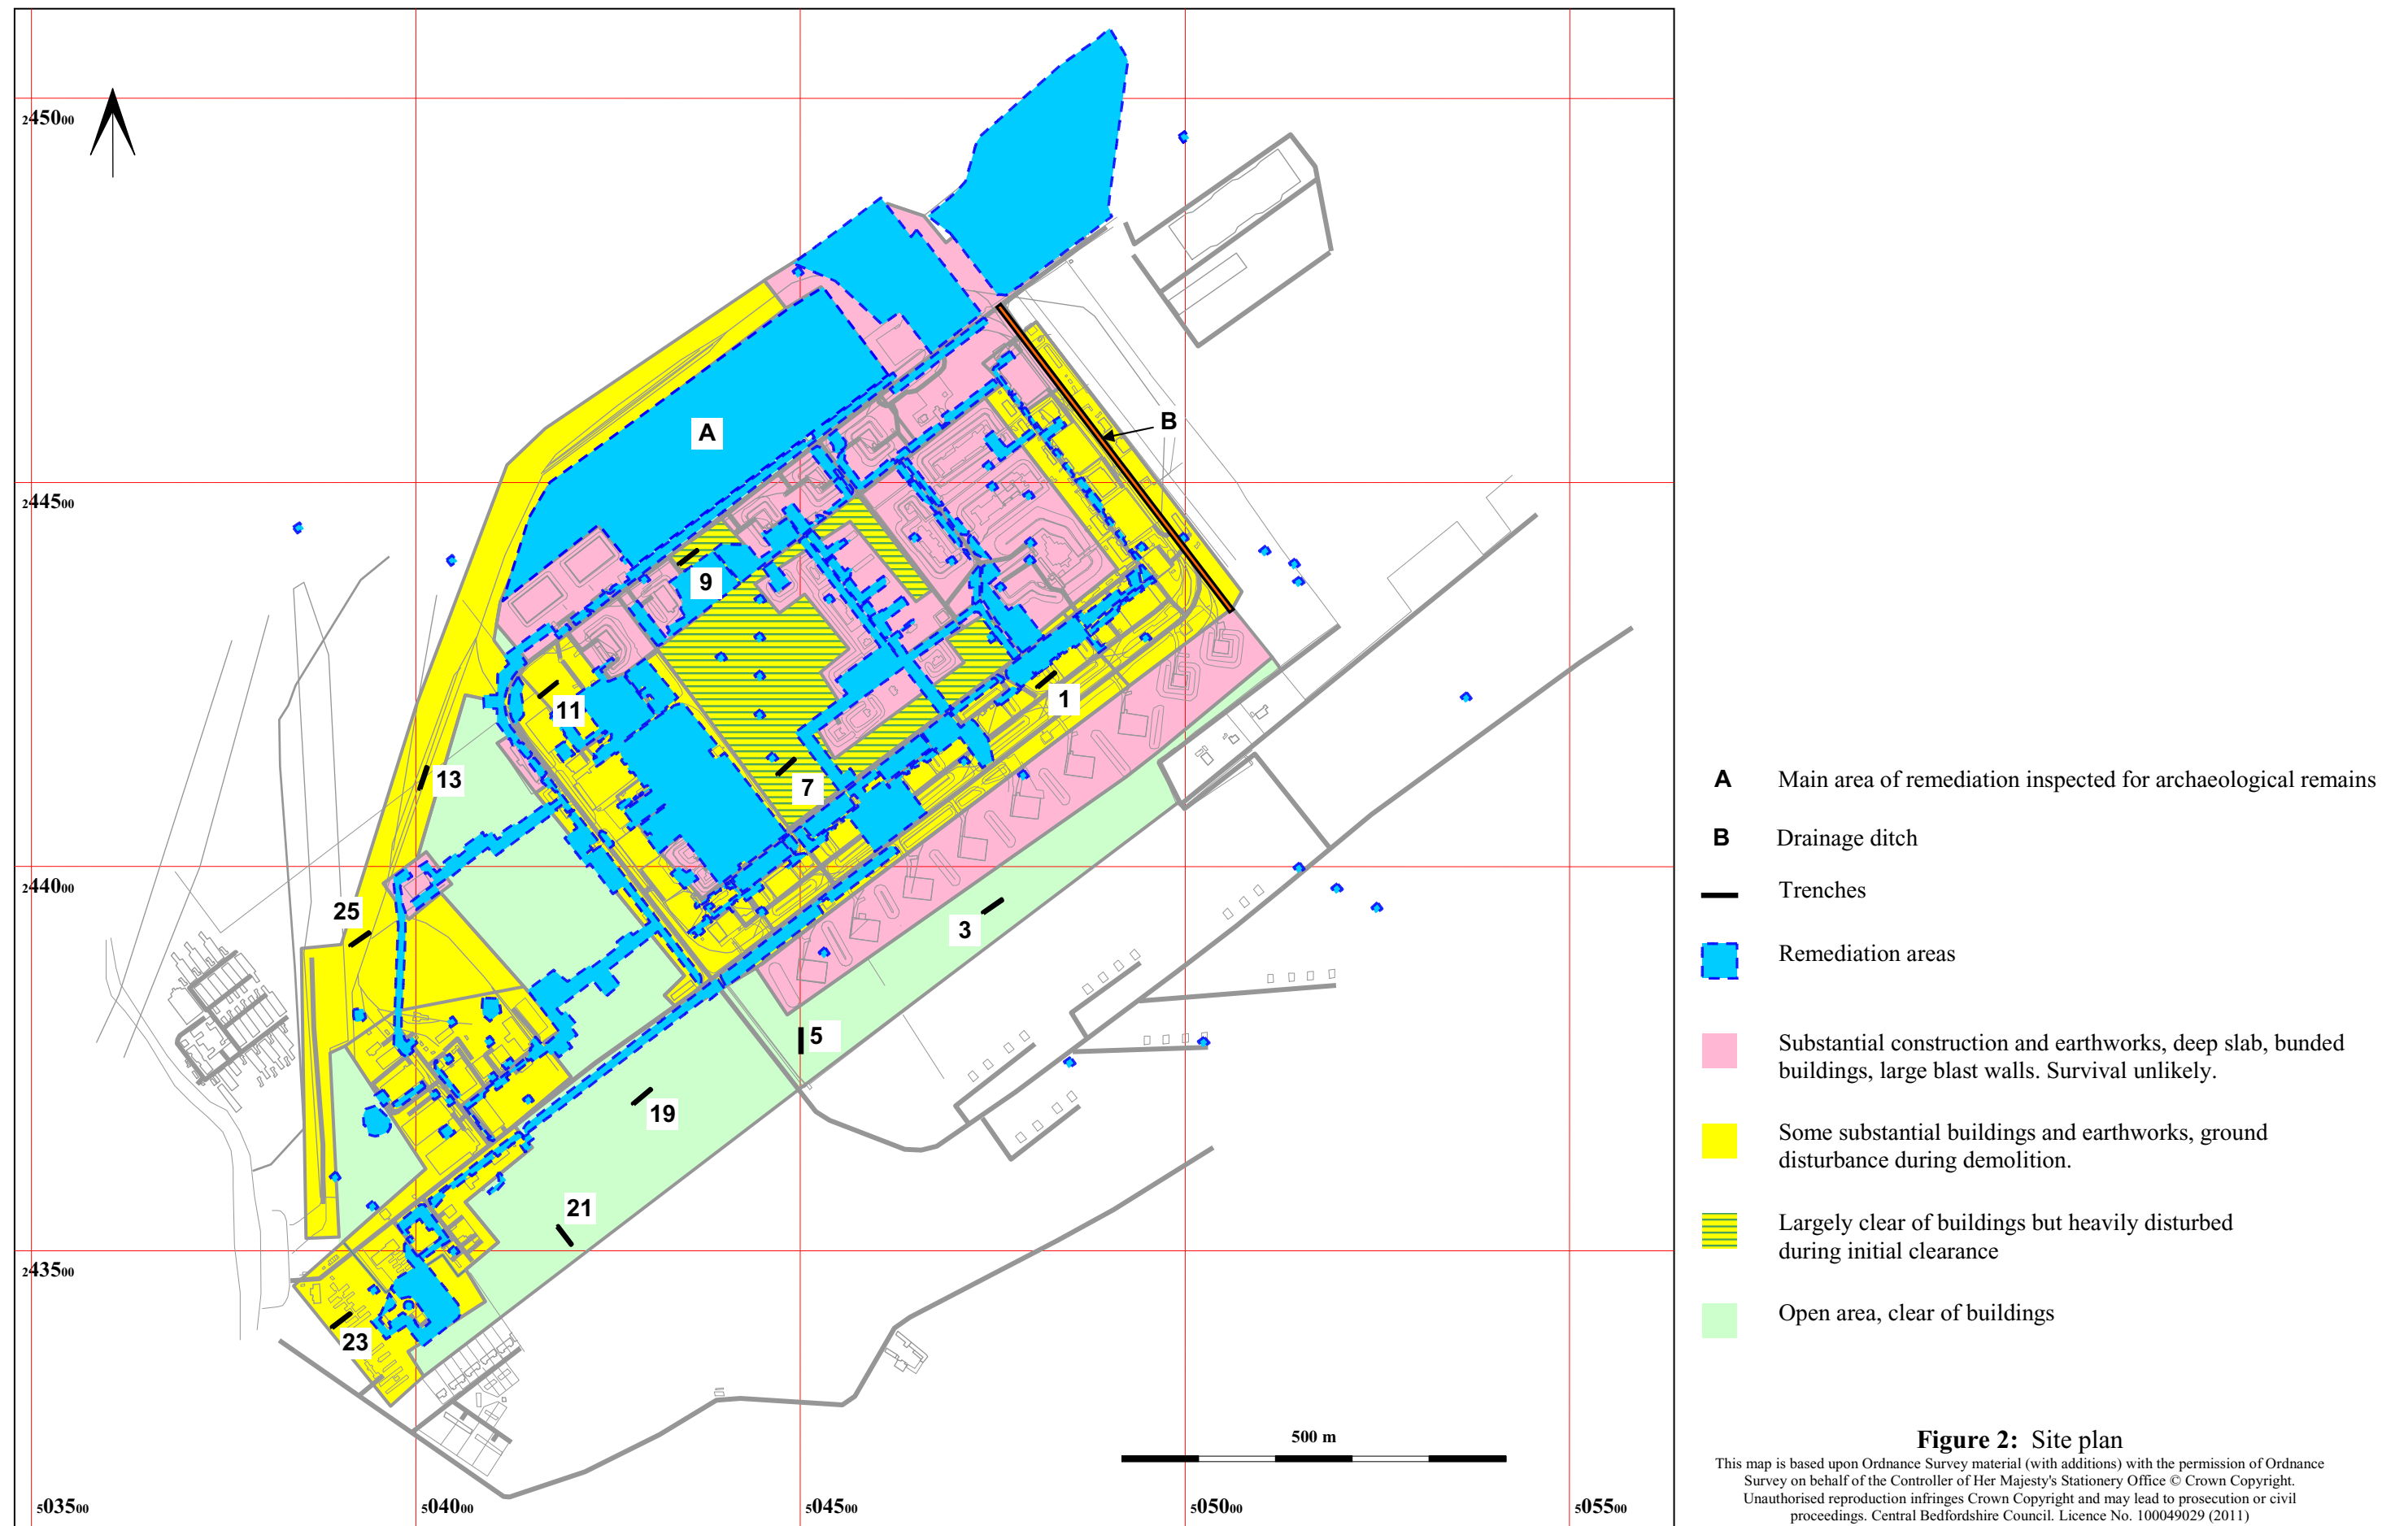 245000
B
A
244500
9
1
11
7
13
A Main area of remediation inspected for archaeological remains
B Drainage ditch
244000
Trenches
25
3
Remediation areas
5
Substantial construction and earthworks, deep slab, bunded
buildings, large blast walls. Survival unlikely.
19
Some substantial buildings and earthworks, ground
disturbance during demolition.
21
Largely clear of buildings but heavily disturbed
during initial clearance
243500
Open area, clear of buildings
23
500 m
Figure 2: Site plan
This map is based upon Ordnance Survey material (with additions) with the permission of Ordnance
Survey on behalf of the Controller of Her Majesty's Stationery Office © Crown Copyright.
Unauthorised reproduction infringes Crown Copyright and may lead to prosecution or civil
proceedings. Central Bedfordshire Council. Licence No. 100049029 (2011)
503500 504000 504500 505000 505500